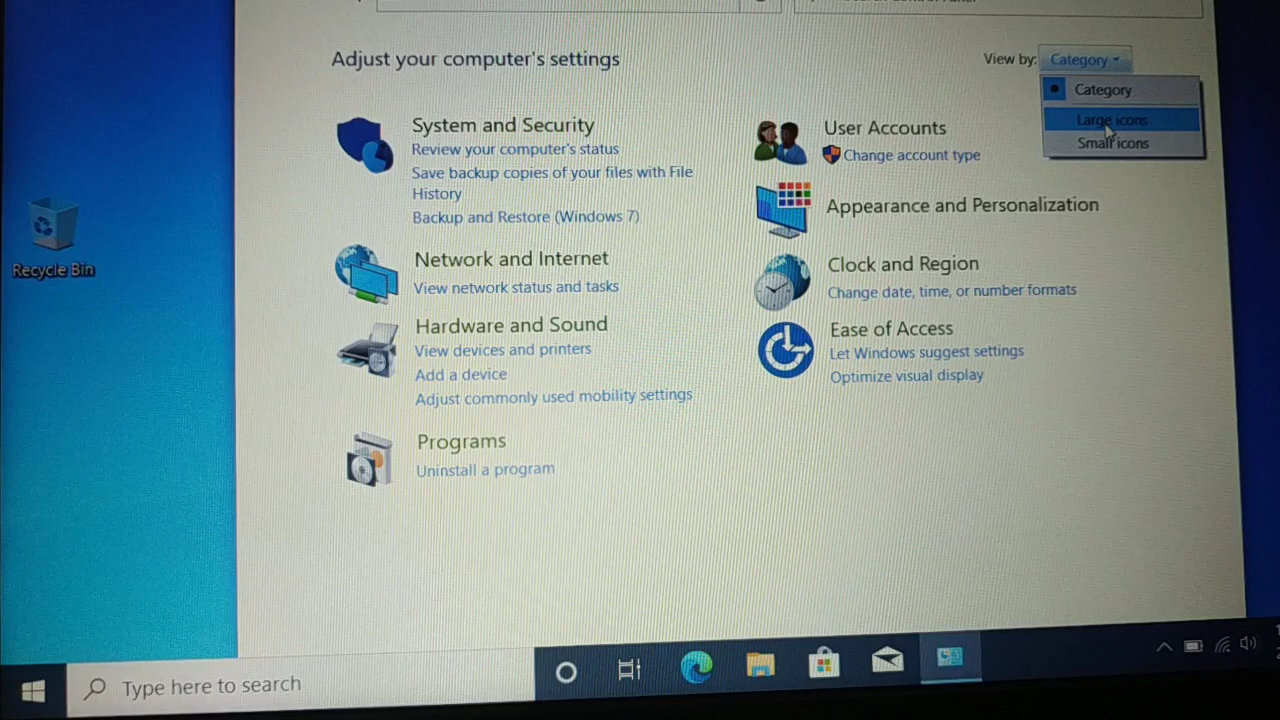 Adjust your computer's settings
View by: Category
Category
Large icons
Small icons
System and Security
Review your computer's status
Save backup copies of your files with File
History
Backup and Restore (Windows 7)
Network and Internet
View network status and tasks
Hardware and Sound
View devices and printers
Add a device
Adjust commonly used mobility settings
Programs
Uninstall a program
User Accounts
Change account type
Appearance and Personalization
Clock and Region
Change date, time, or number formats
Ease of Access
Let Windows suggest settings
Optimize visual display
Recycle Bin
Type here to search